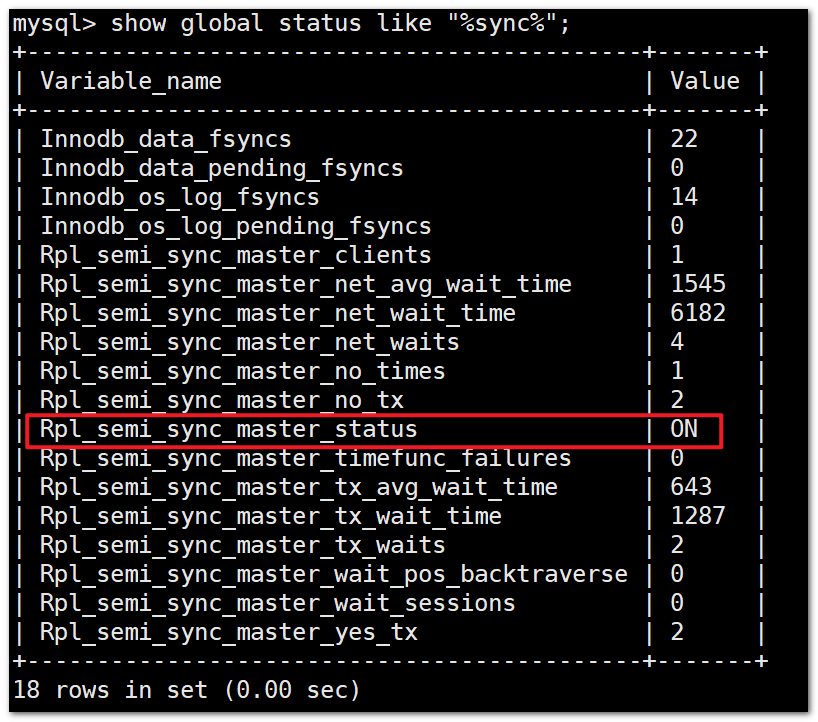 mysql> show global status like "%sync%";
+--------------------------------------------+-------+
| Variable_name                              | Value |
+--------------------------------------------+-------+
| Innodb_data_fsyncs                         | 22    |
| Innodb_data_pending_fsyncs                 | 0     |
| Innodb_os_log_fsyncs                       | 14    |
| Innodb_os_log_pending_fsyncs               | 0     |
| Rpl_semi_sync_master_clients               | 1     |
| Rpl_semi_sync_master_net_avg_wait_time     | 1545  |
| Rpl_semi_sync_master_net_wait_time         | 6182  |
| Rpl_semi_sync_master_net_waits             | 4     |
| Rpl_semi_sync_master_no_times              | 1     |
| Rpl_semi_sync_master_no_tx                 | 2     |
| Rpl_semi_sync_master_status                | ON    |
| Rpl_semi_sync_master_timefunc_failures     | 0     |
| Rpl_semi_sync_master_tx_avg_wait_time      | 643   |
| Rpl_semi_sync_master_tx_wait_time          | 1287  |
| Rpl_semi_sync_master_tx_waits              | 2     |
| Rpl_semi_sync_master_wait_pos_backtraverse | 0     |
| Rpl_semi_sync_master_wait_sessions         | 0     |
| Rpl_semi_sync_master_yes_tx                | 2     |
+--------------------------------------------+-------+
18 rows in set (0.00 sec)